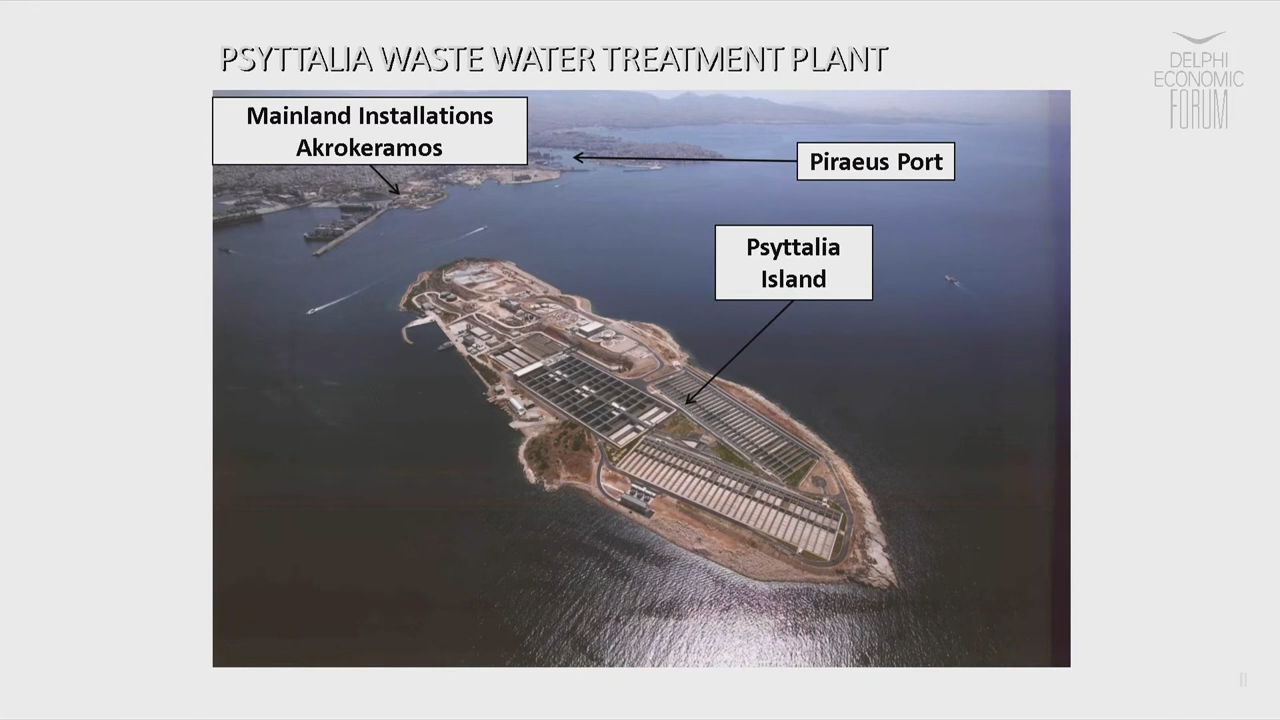 PSYTTALIA WASTE WATER TREATMENT PLANT
DELPHI
ECONOMIC
FORUM
Mainland Installations
Akrokeramos
Piraeus Port
Psyttalia
Island